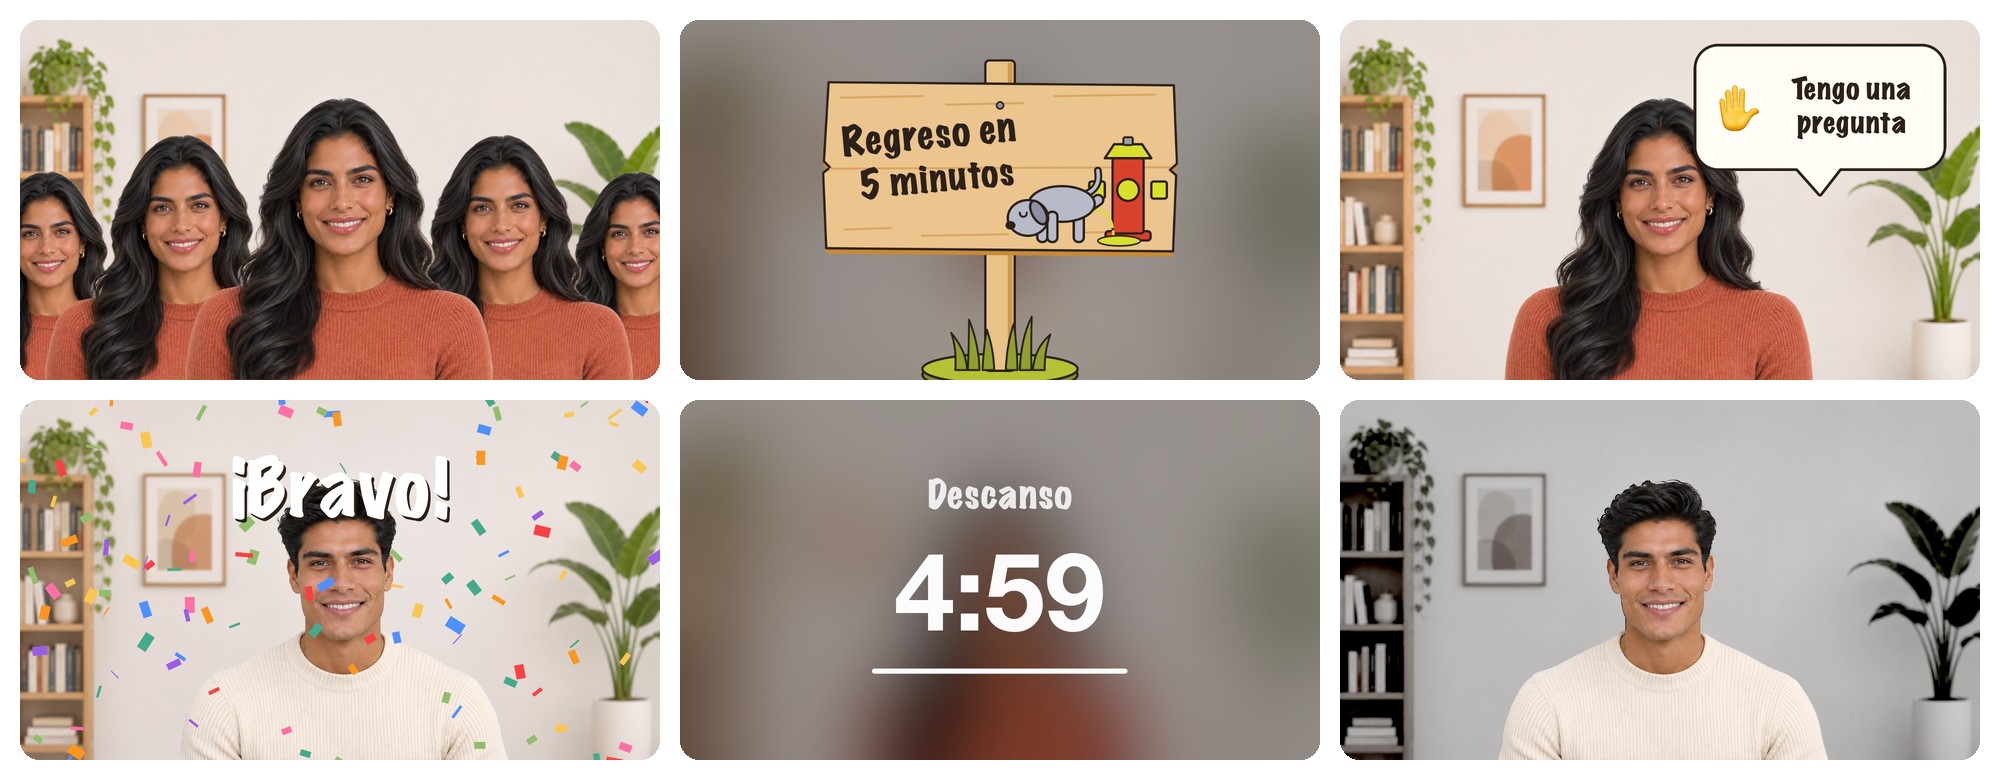 Regreso en
5 minutos
Tengo una
pregunta
¡Bravo!
Descanso
4:59